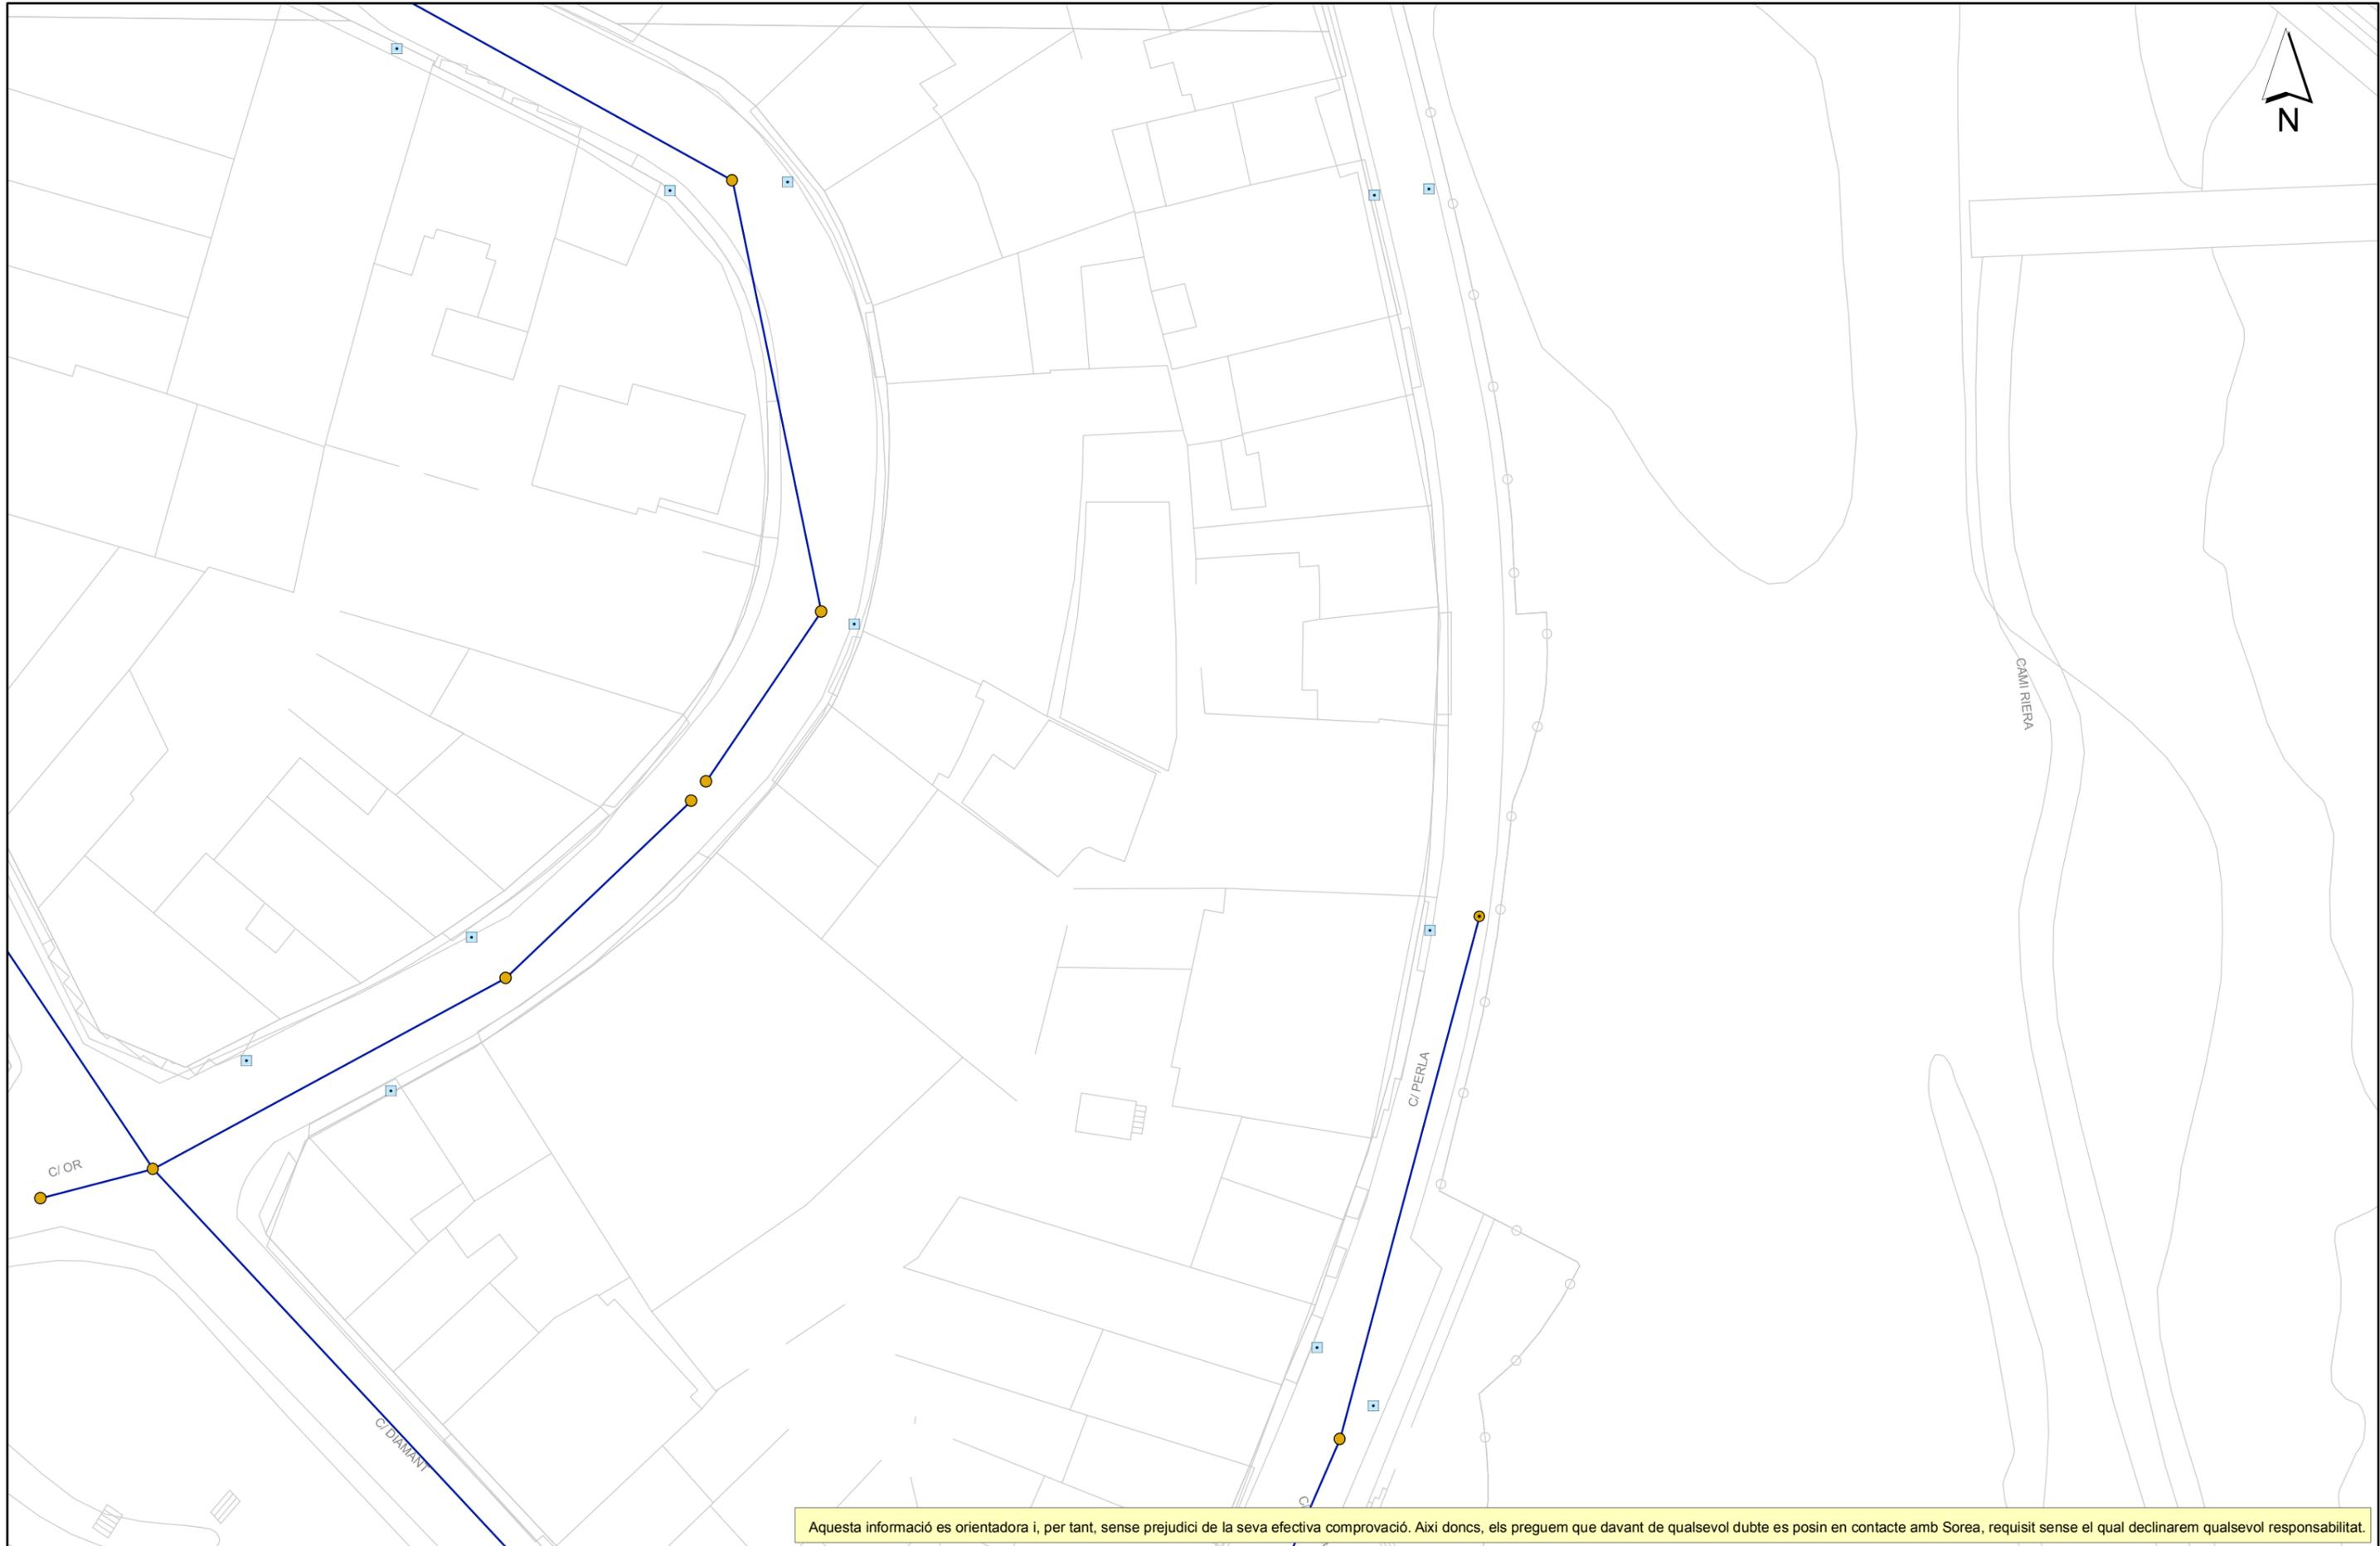 N
CAMI RIERA
C/ PERLA
C/ OR
C/ DIAMANT
Aquesta informació es orientadora i, per tant, sense prejudici de la seva efectiva comprovació. Aixi doncs, els preguem que davant de qualsevol dubte es posin en contacte amb Sorea, requisit sense el qual declinarem qualsevol responsabilitat.